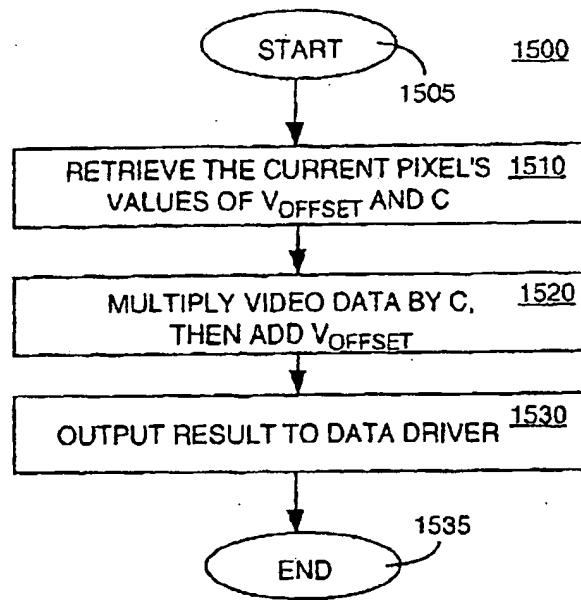 START
1500
1505
RETRIEVE THE CURRENT PIXEL'S 1510
VALUES OF VOFFSET AND C
MULTIPLY VIDEO DATA BY C, 1520
THEN ADD VOFFSET
OUTPUT RESULT TO DATA DRIVER 1530
1535
END